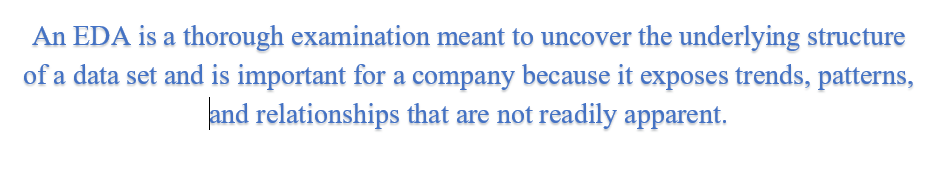 An EDA is a thorough examination meant to uncover the underlying structure
of a data set and is important for a company because it exposes trends, patterns,
and relationships that are not readily apparent.